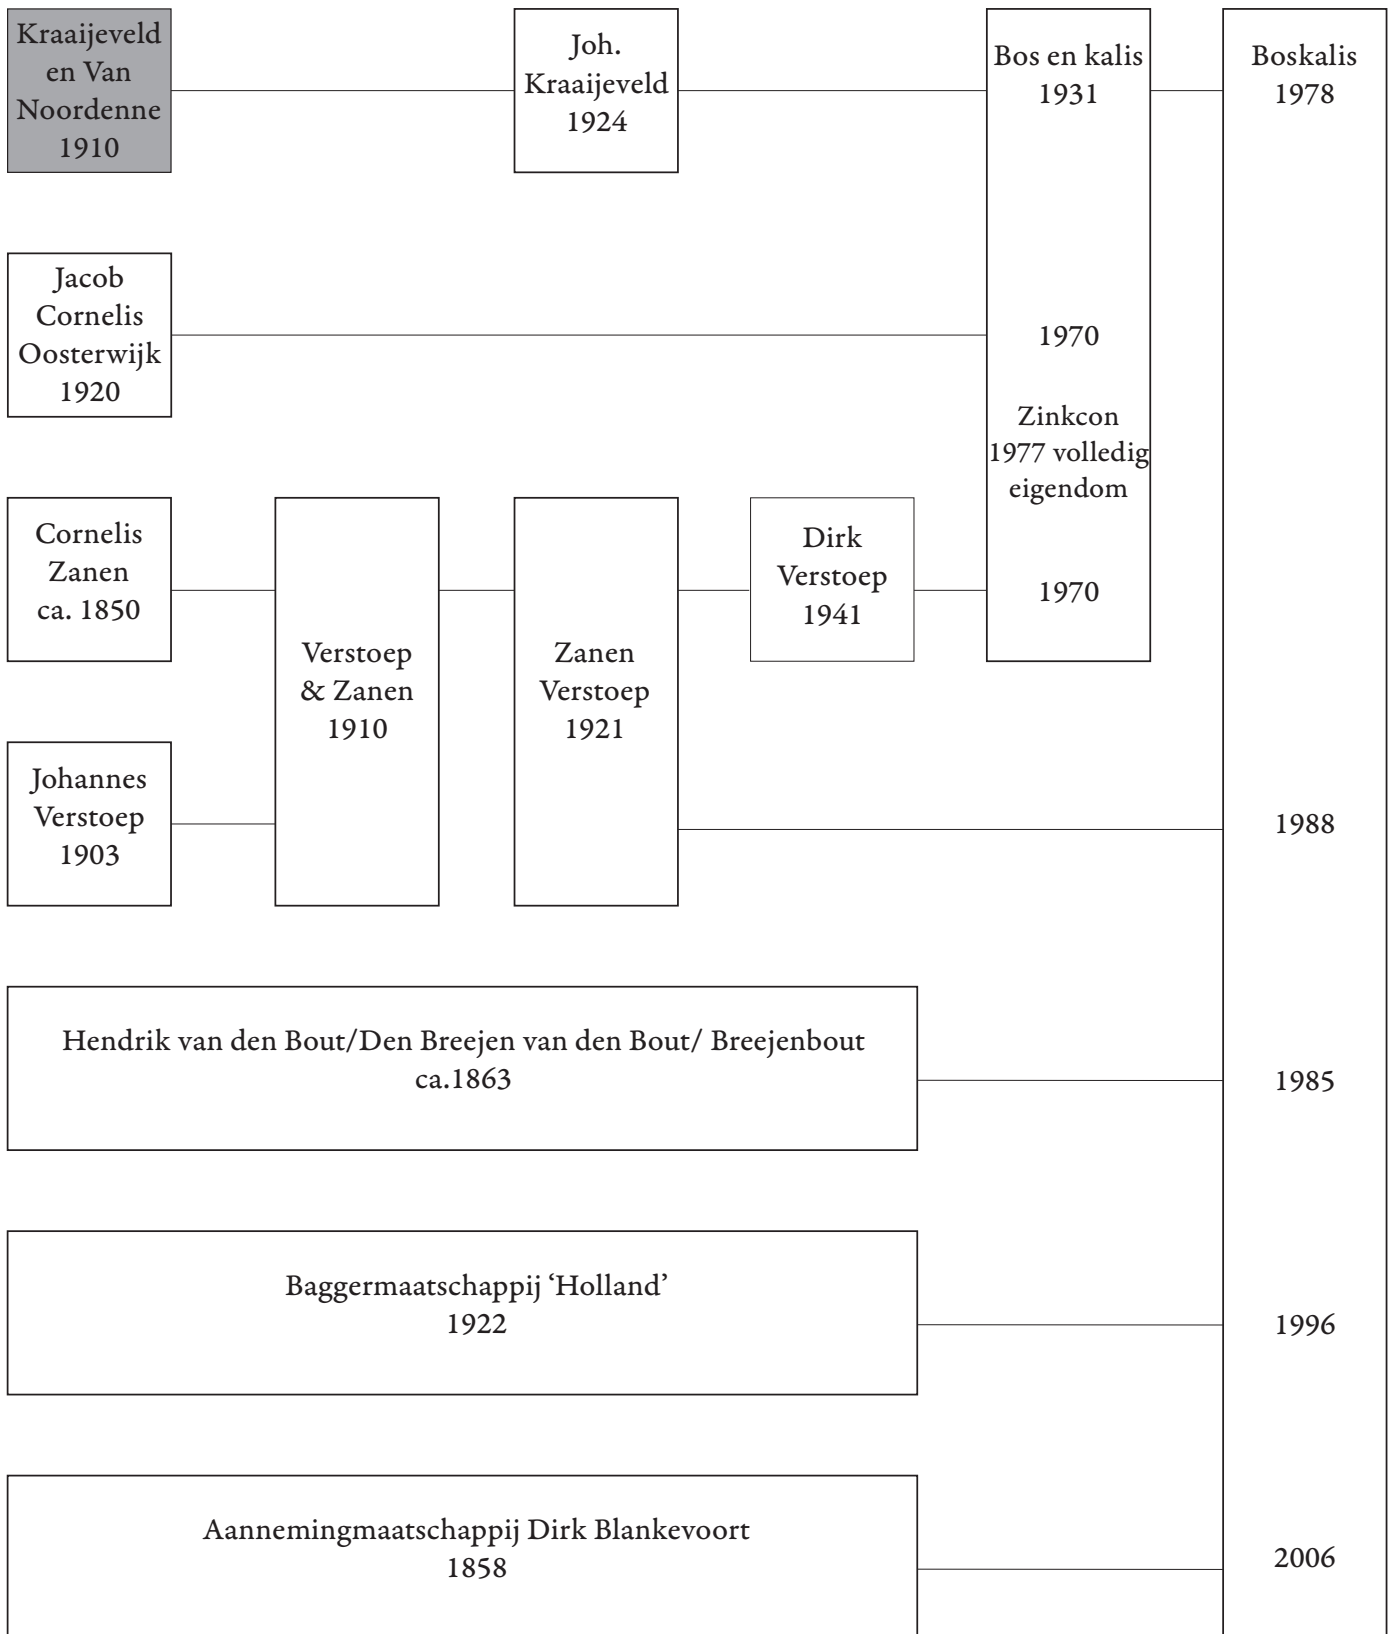 Kraaijeveld
en Van
Noordenne
1910
Joh.
Kraaijeveld
1924
Bos en kalis
1931
Boskalis
1978
Jacob
Cornelis
Oosterwijk
1920
1970
Zinkcon
1977 volledig
eigendom
Cornelis
Zanen
ca. 1850
Verstoep
& Zanen
1910
Zanen
Verstoep
1921
Dirk
Verstoep
1941
1970
Johannes
Verstoep
1903
1988
Hendrik van den Bout/Den Breejen van den Bout/ Breejenbout
ca.1863
1985
Baggermaatschappij ‘Holland’
1922
1996
Aannemingmaatschappij Dirk Blankevoort
1858
2006